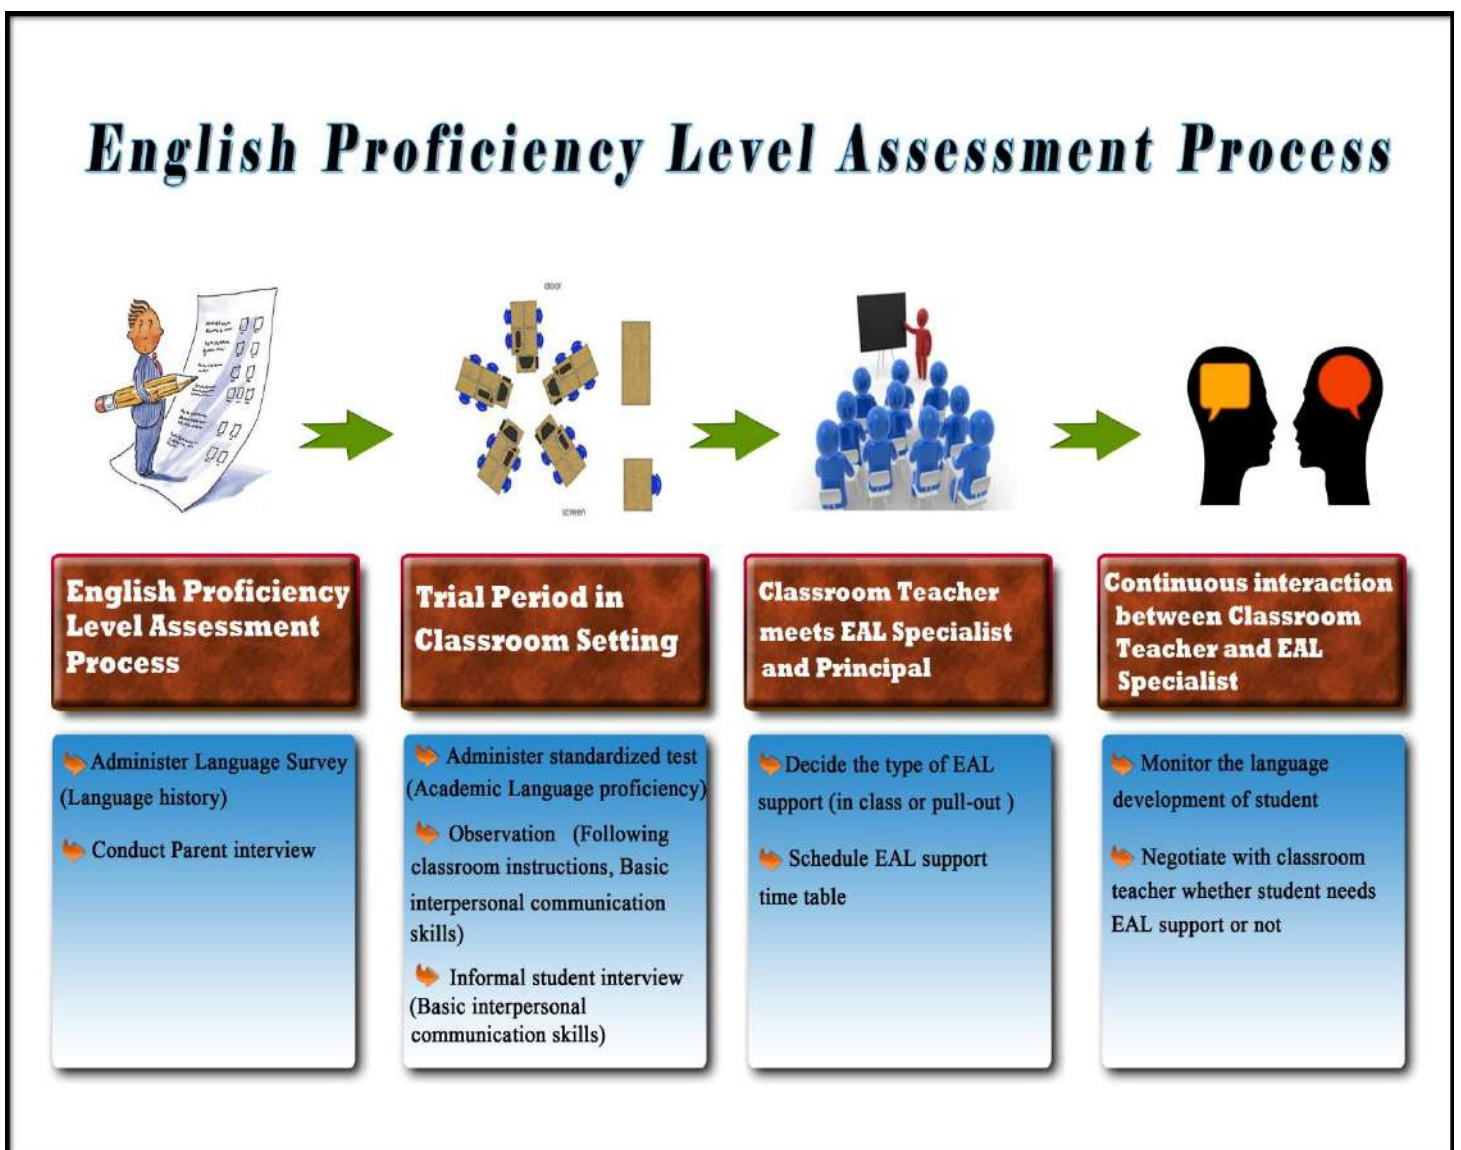 English Proficiency Level Assessment Process
door
screen
English Proficiency
Level Assessment
Process
Administer Language Survey
(Language history)
Conduct Parent interview
Trial Period in
Classroom Setting
Administer standardized test
(Academic Language proficiency)
Observation (Following
classroom instructions, Basic
interpersonal communication
skills)
Informal student interview
(Basic interpersonal
communication skills)
Classroom Teacher
meets EAL Specialist
and Principal
Decide the type of EAL
support (in class or pull-out )
Schedule EAL support
time table
Continuous interaction
between Classroom
Teacher and EAL
Specialist
Monitor the language
development of student
Negotiate with classroom
teacher whether student needs
EAL support or not